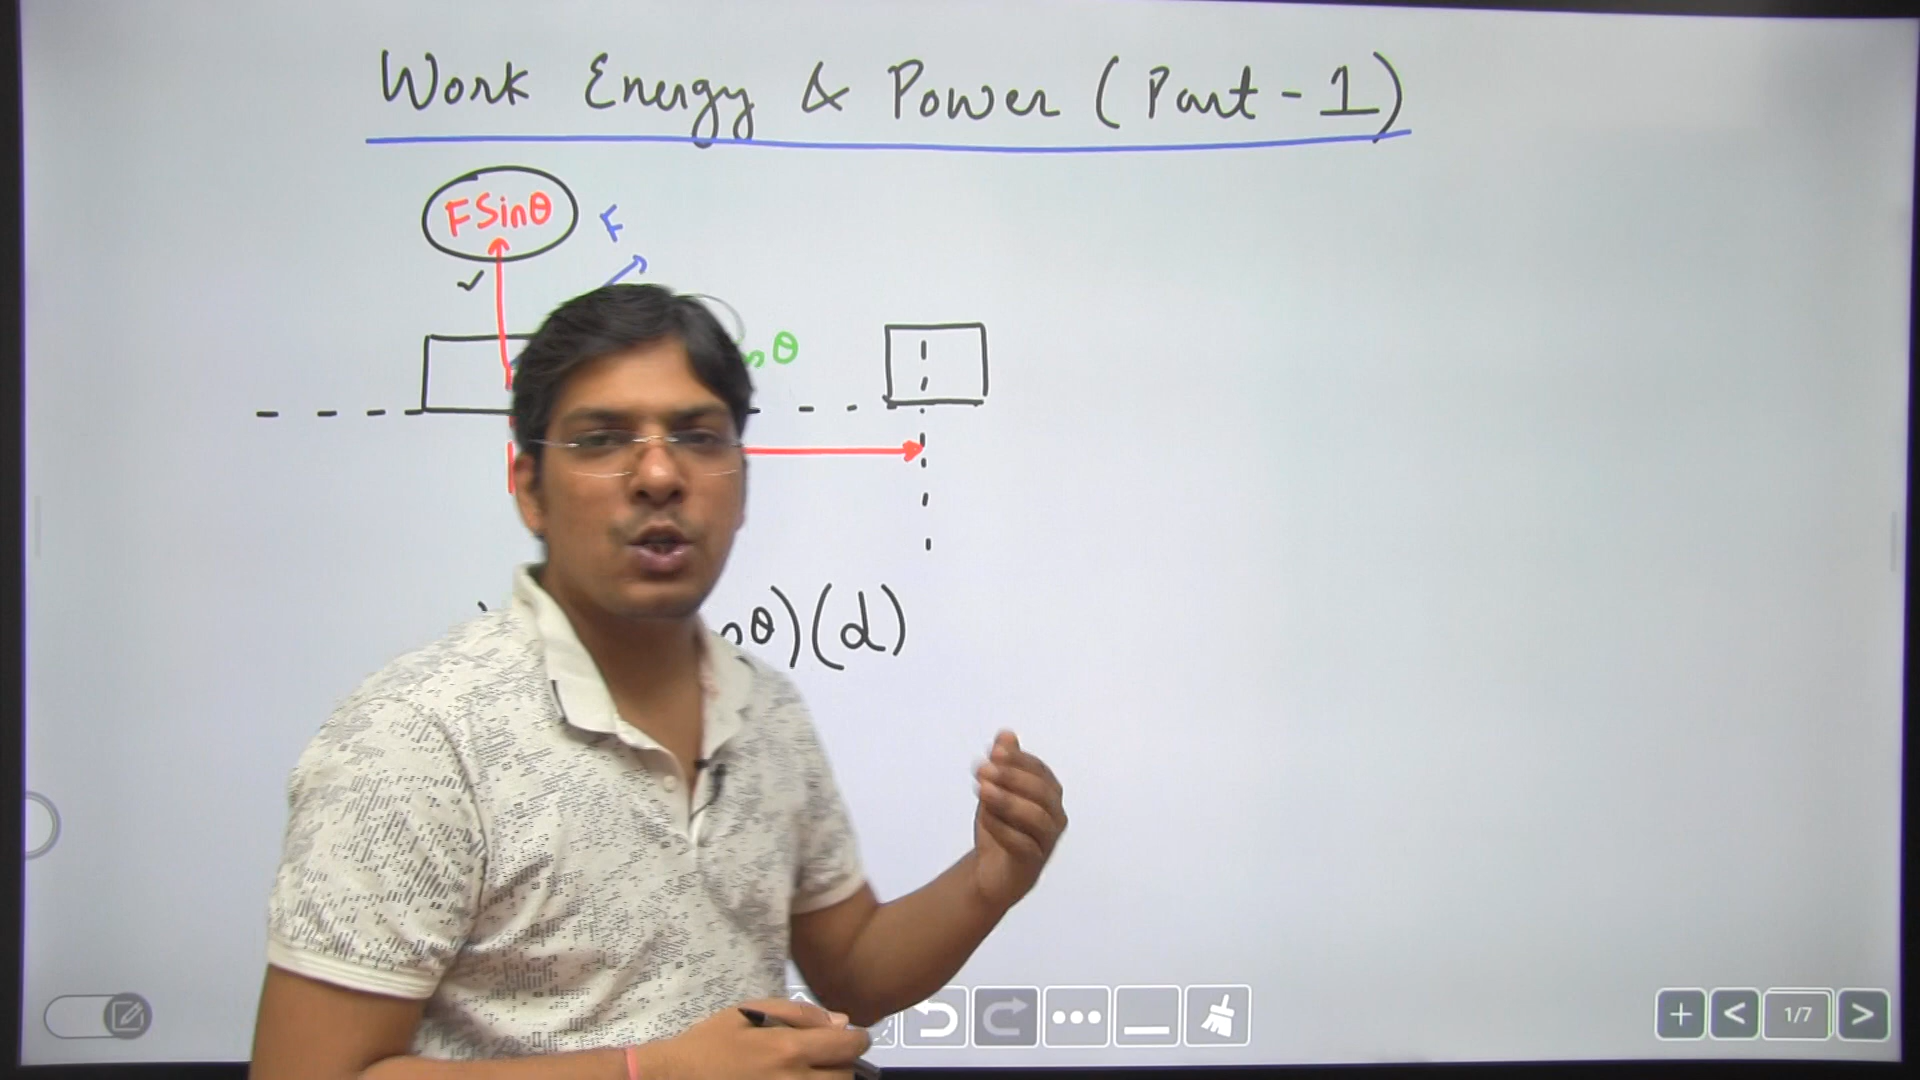 Work Energy & Power (Part - 1)
FSinθ
F
θ
θ)(d)
1/7